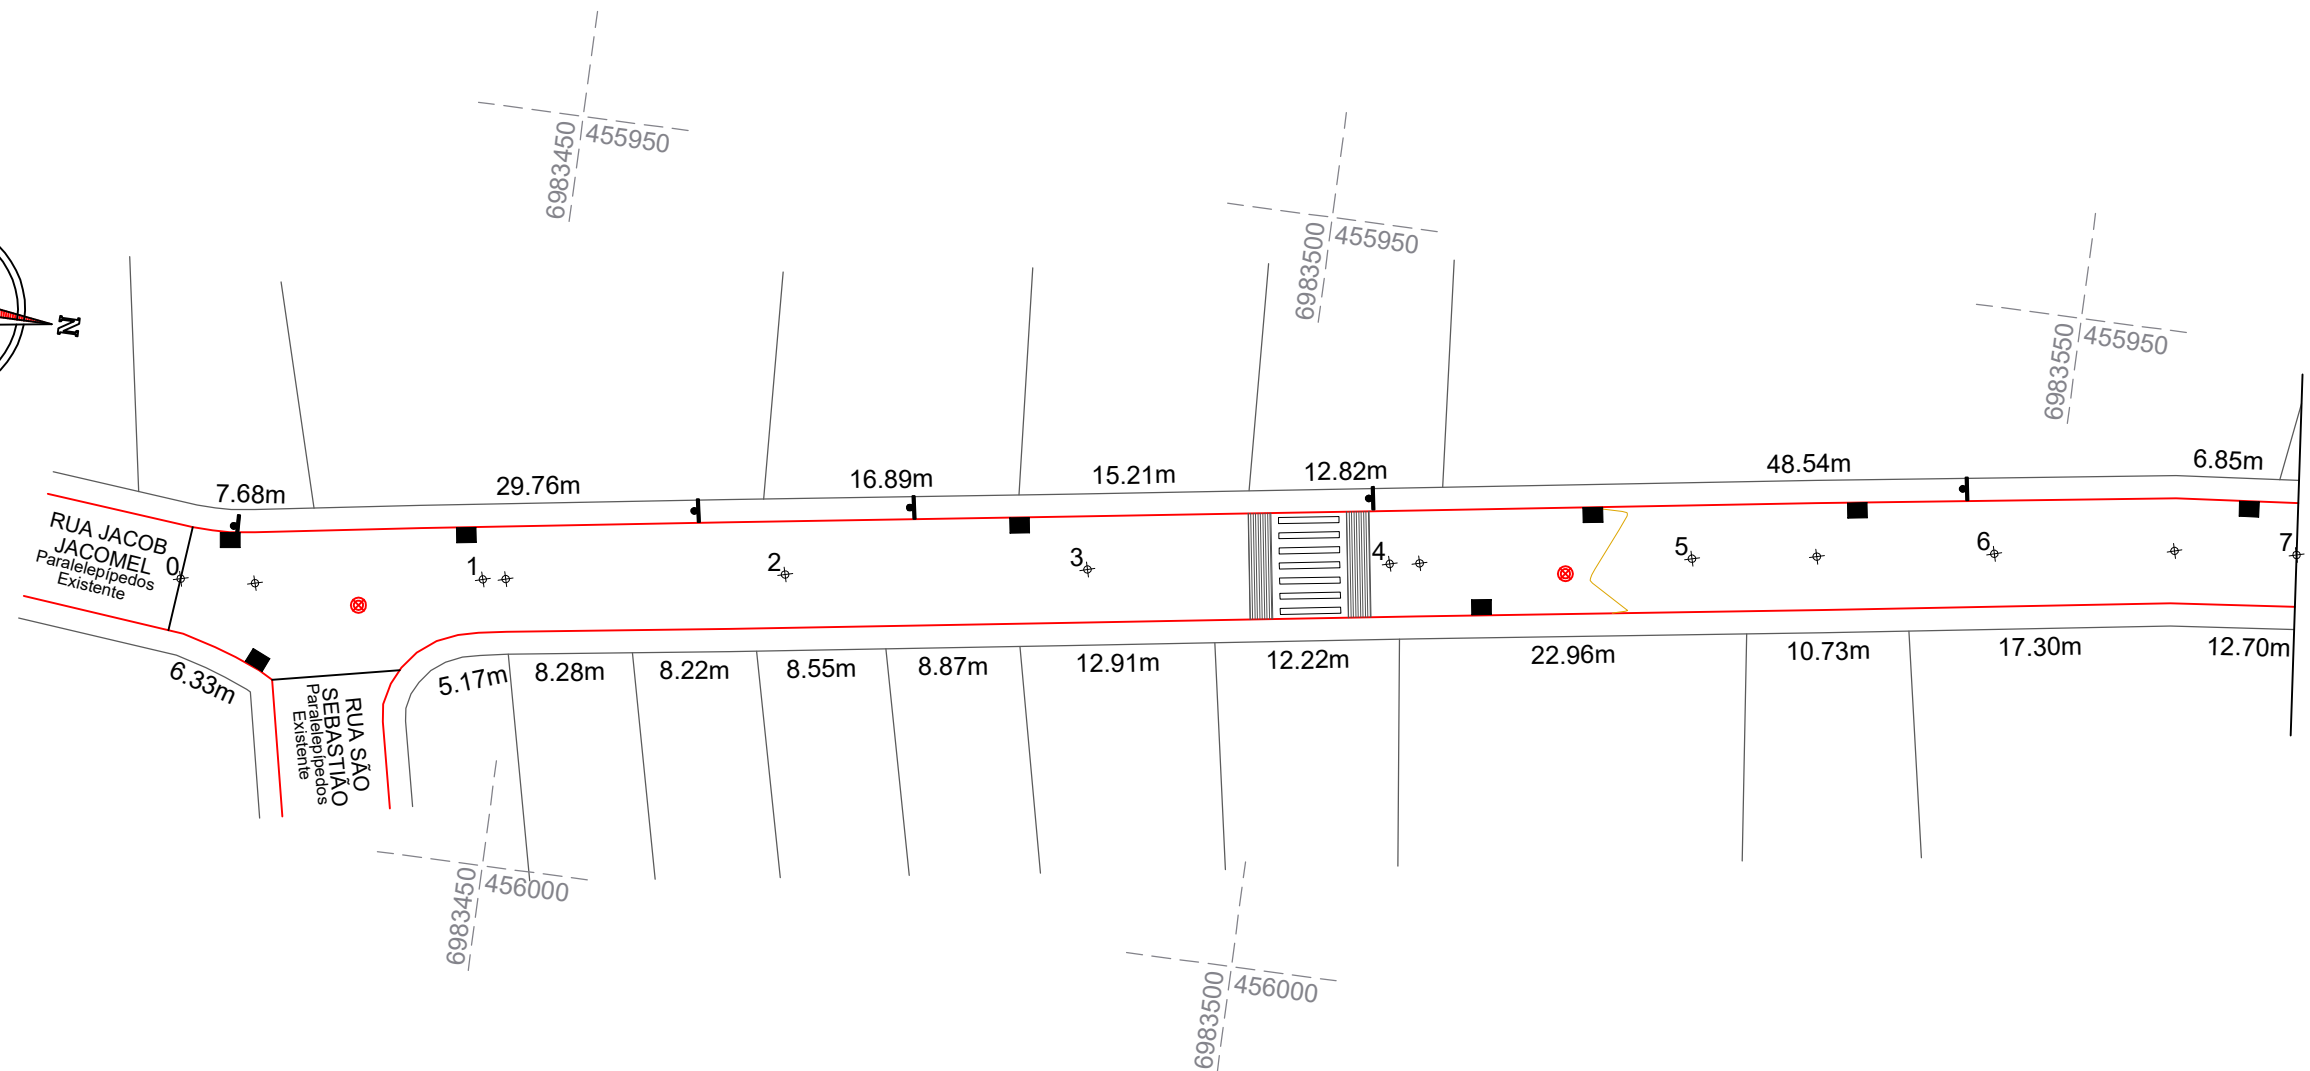 6983450
455950
6983500
455950
6983550
455950
N
7.68m
29.76m
16.89m
15.21m
12.82m
48.54m
6.85m
RUA JACOB
JACOMEL
Paralelepípedos
Existente
0
1
2
3
4
5
6
7
6.33m
5.17m
8.28m
8.22m
8.55m
8.87m
12.91m
12.22m
22.96m
10.73m
17.30m
12.70m
RUA SÃO
SEBASTIÃO
Paralelepípedos
Existente
6983450
456000
6983500
456000